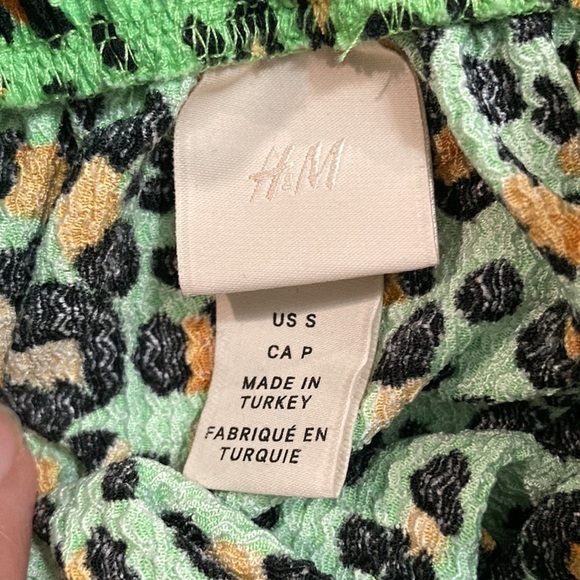 H&M
US S
CA P
MADE IN
TURKEY
FABRIQUÉ EN
TURQUIE